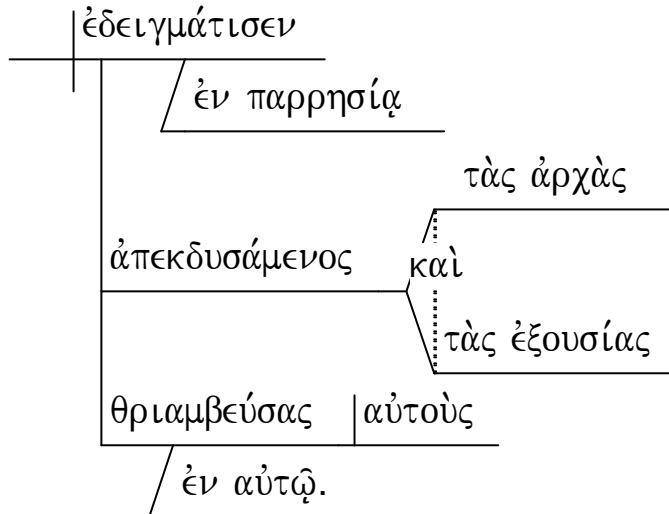 ἐδειγμάτισεν
ἐν παρρησίᾳ
τὰς ἀρχὰς
ἀπεκδυσάμενος
καὶ
τὰς ἐξουσίας
θριαμβεύσας αὐτοὺς
ἐν αὐτῷ.